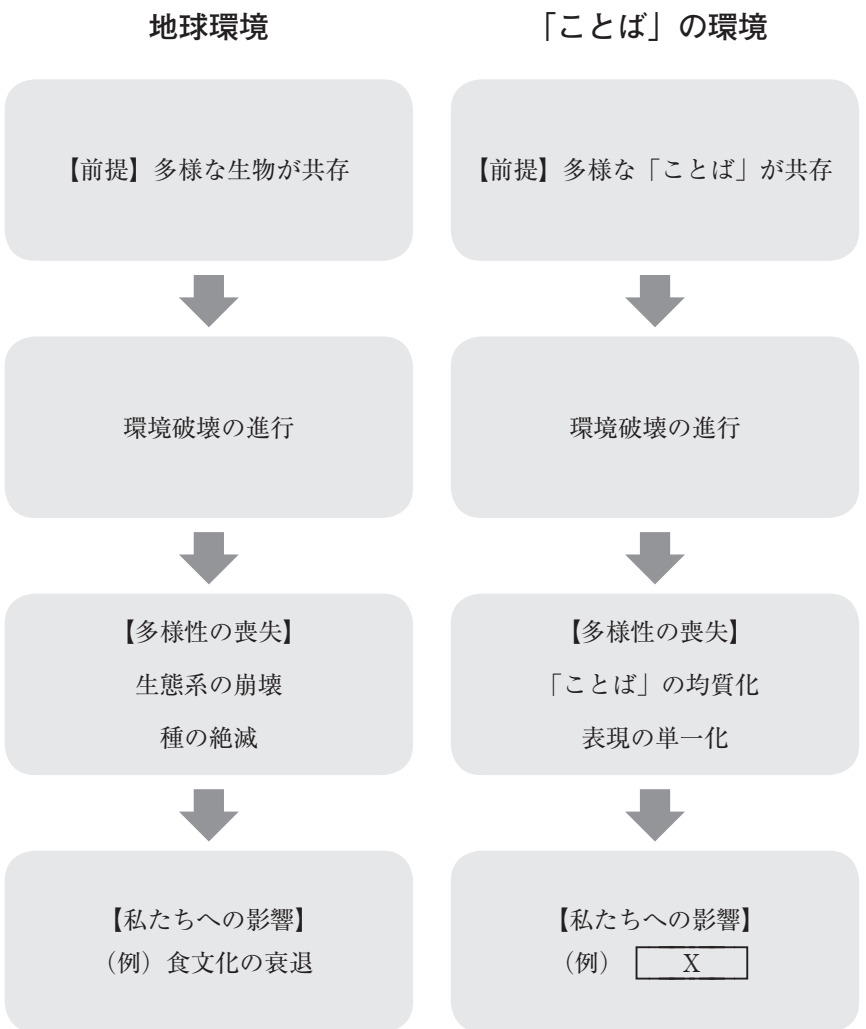 地球環境
【前提】多様な生物が共存
環境破壊の進行
【多様性の喪失】
生態系の崩壊
種の絶滅
【私たちへの影響】
（例）食文化の衰退
「ことば」の環境
【前提】多様な「ことば」が共存
環境破壊の進行
【多様性の喪失】
「ことば」の均質化
表現の単一化
【私たちへの影響】
（例） X